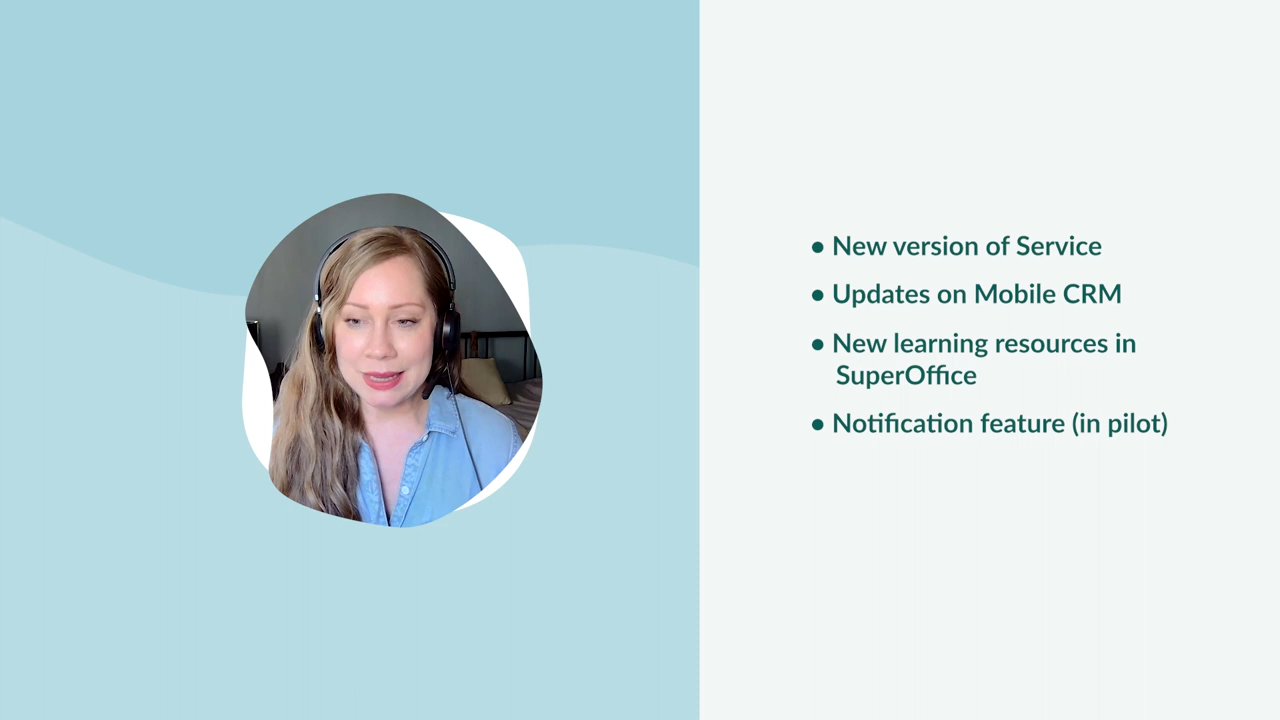 • New version of Service
• Updates on Mobile CRM
• New learning resources in
SuperOffice
• Notification feature (in pilot)